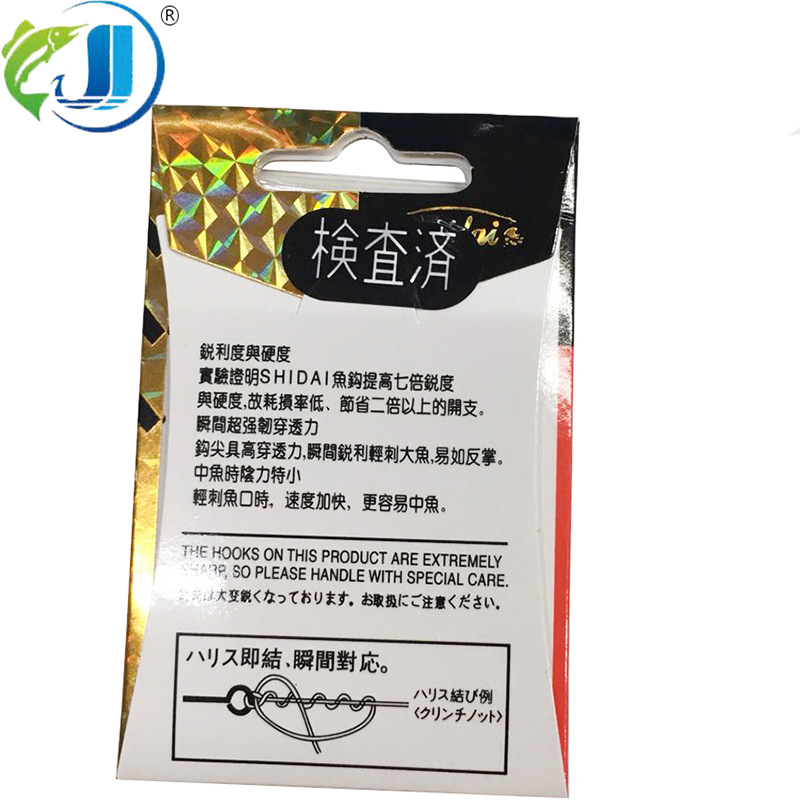 ®
検査済
鋭利度與硬度
實驗證明SHIDAI魚鈎提高七倍鋭度
與硬度,故耗損率低、節省二倍以上的開支。
瞬間超强韌穿透力
鈎尖具高穿透力,瞬間鋭利輕刺大魚,易如反掌。
中魚時陰力特小
輕刺魚口時，速度加快，更容易中魚。
THE HOOKS ON THIS PRODUCT ARE EXTREMELY
SHARP, SO PLEASE HANDLE WITH SPECIAL CARE.
は大変鋭くなっております。お取扱にご注意ください。
ハリス即結、瞬間對応。
ハリス結び例
〈クリンチノット〉